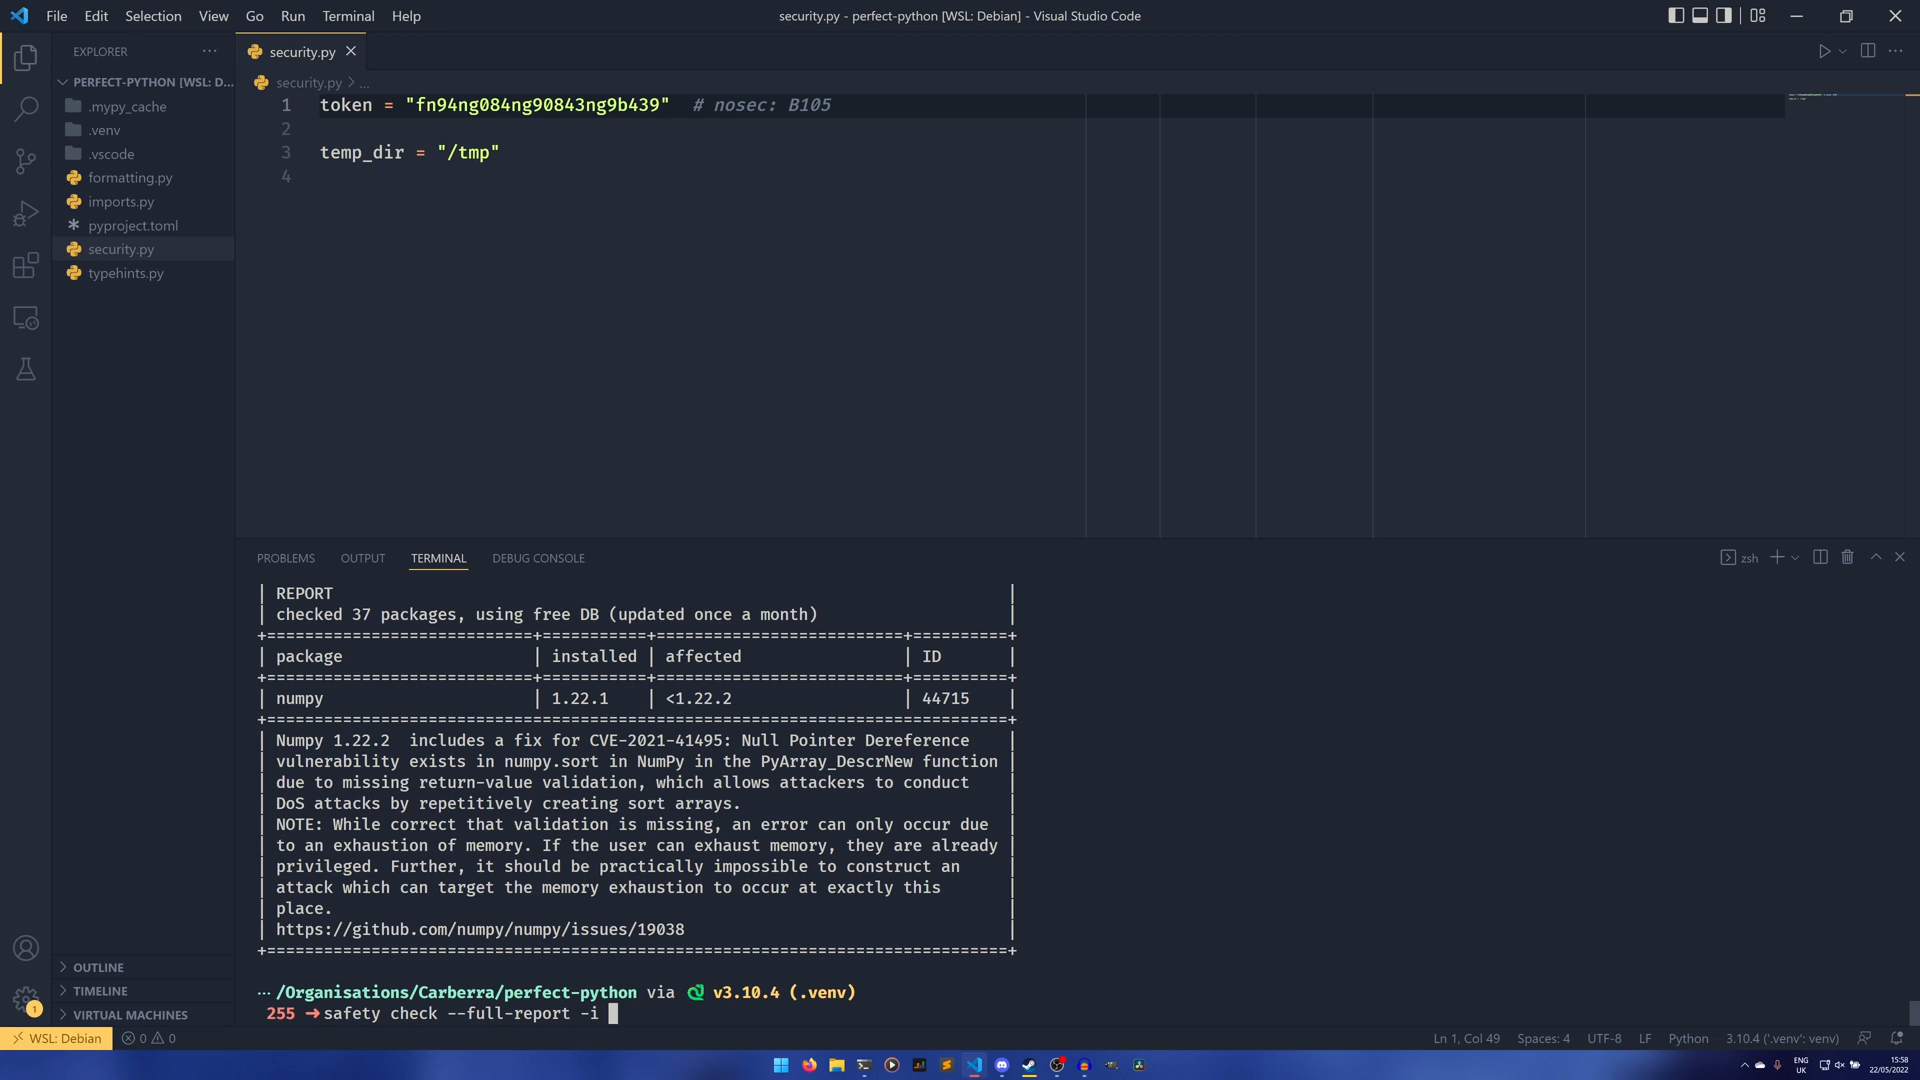 File Edit Selection View Go Run Terminal Help
security.py - perfect-python [WSL: Debian] - Visual Studio Code
EXPLORER
PERFECT-PYTHON [WSL: D...
.mypy_cache
.venv
.vscode
formatting.py
imports.py
pyproject.toml
security.py
typehints.py
OUTLINE
TIMELINE
VIRTUAL MACHINES
security.py
security.py > ...
1 token = "fn94ng084ng90843ng9b439" # nosec: B105
2
3 temp_dir = "/tmp"
4
PROBLEMS OUTPUT TERMINAL DEBUG CONSOLE
zsh
| REPORT |
| checked 37 packages, using free DB (updated once a month) |
+===========================+===========+==========================+==========+
| package | installed | affected | ID |
+===========================+===========+==========================+==========+
| numpy | 1.22.1 | <1.22.2 | 44715 |
+==============================================================================+
| Numpy 1.22.2  includes a fix for CVE-2021-41495: Null Pointer Dereference |
| vulnerability exists in numpy.sort in NumPy in the PyArray_DescrNew function |
| due to missing return-value validation, which allows attackers to conduct |
| DoS attacks by repetitively creating sort arrays. |
| NOTE: While correct that validation is missing, an error can only occur due |
| to an exhaustion of memory. If the user can exhaust memory, they are already |
| privileged. Further, it should be practically impossible to construct an |
| attack which can target the memory exhaustion to occur at exactly this |
| place. |
| https://github.com/numpy/numpy/issues/19038 |
+==============================================================================+
... /Organisations/Carberra/perfect-python via v3.10.4 (.venv)
255 ➜ safety check --full-report -i
1
WSL: Debian 0 0
Ln 1, Col 49 Spaces: 4 UTF-8 LF Python 3.10.4 ('.venv': venv)
ENG
UK
15:58
22/05/2022